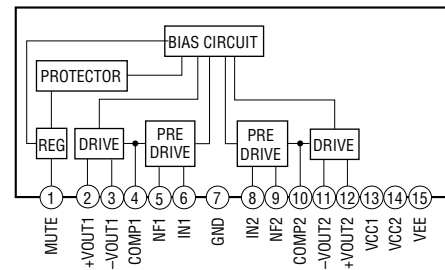 BIAS CIRCUIT
PROTECTOR
REG
DRIVE
PRE
DRIVE
PRE
DRIVE
DRIVE
1
2
3
4
5
6
7
8
9
10
11
12
13
14
15
MUTE
+VOUT1
–VOUT1
COMP1
NF1
IN1
GND
IN2
NF2
COMP2
–VOUT2
+VOUT2
VCC1
VCC2
VEE